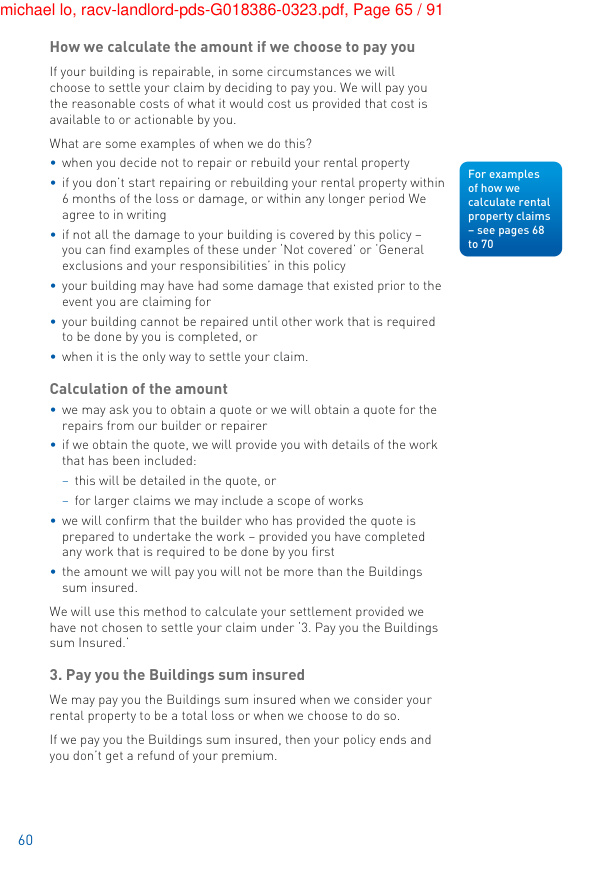 michael lo, racv-landlord-pds-G018386-0323.pdf, Page 65 / 91
How we calculate the amount if we choose to pay you
If your building is repairable, in some circumstances we will
choose to settle your claim by deciding to pay you. We will pay you
the reasonable costs of what it would cost us provided that cost is
available to or actionable by you.
What are some examples of when we do this?
• when you decide not to repair or rebuild your rental property
• if you don't start repairing or rebuilding your rental property within
6 months of the loss or damage, or within any longer period We
agree to in writing
• if not all the damage to your building is covered by this policy –
you can find examples of these under 'Not covered' or 'General
exclusions and your responsibilities' in this policy
• your building may have had some damage that existed prior to the
event you are claiming for
• your building cannot be repaired until other work that is required
to be done by you is completed, or
• when it is the only way to settle your claim.
For examples
of how we
calculate rental
property claims
– see pages 68
to 70
Calculation of the amount
• we may ask you to obtain a quote or we will obtain a quote for the
repairs from our builder or repairer
• if we obtain the quote, we will provide you with details of the work
that has been included:
– this will be detailed in the quote, or
– for larger claims we may include a scope of works
• we will confirm that the builder who has provided the quote is
prepared to undertake the work – provided you have completed
any work that is required to be done by you first
• the amount we will pay you will not be more than the Buildings
sum insured.
We will use this method to calculate your settlement provided we
have not chosen to settle your claim under '3. Pay you the Buildings
sum Insured.'
3. Pay you the Buildings sum insured
We may pay you the Buildings sum insured when we consider your
rental property to be a total loss or when we choose to do so.
If we pay you the Buildings sum insured, then your policy ends and
you don't get a refund of your premium.
60